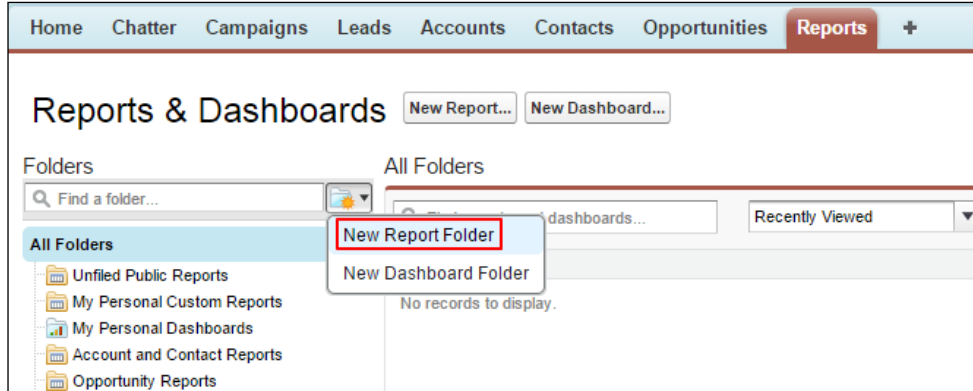 Home Chatter Campaigns Leads Accounts Contacts Opportunities Reports +
Reports & Dashboards New Report... New Dashboard...
Folders
All Folders
Find a folder...
dashboards...
Recently Viewed
New Report Folder
New Dashboard Folder
All Folders
Unfiled Public Reports
My Personal Custom Reports
My Personal Dashboards
Account and Contact Reports
Opportunity Reports
No records to display.